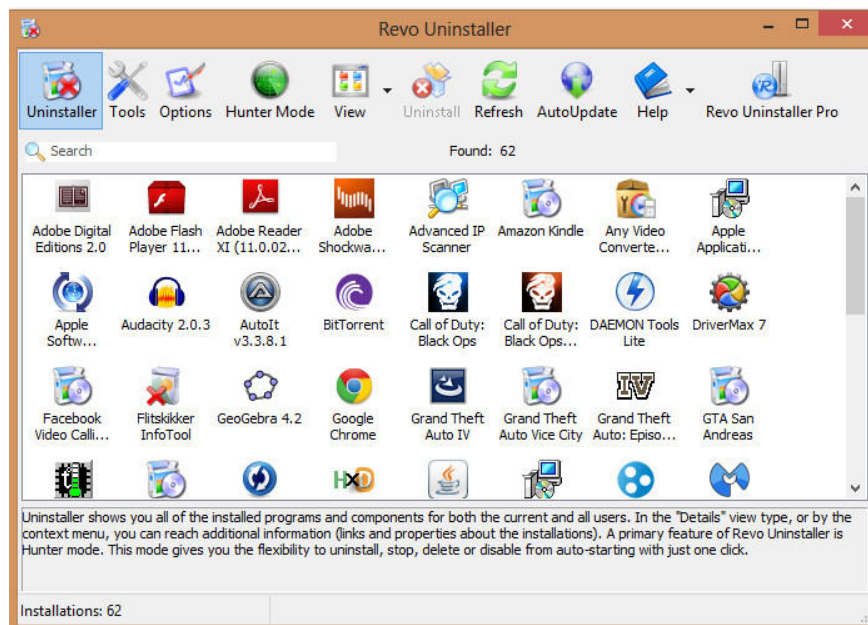 Revo Uninstaller
Uninstaller Tools Options Hunter Mode View Uninstall Refresh AutoUpdate Help Revo Uninstaller Pro
Search Found: 62
Adobe Digital Editions 2.0
Adobe Flash Player 11...
Adobe Reader XI (11.0.02...
Adobe Shockwa...
Advanced IP Scanner
Amazon Kindle
Any Video Converte...
Apple Applicati...
Apple Softw...
Audacity 2.0.3
AutoIt v3.3.8.1
BitTorrent
Call of Duty: Black Ops
Call of Duty: Black Ops...
DAEMON Tools Lite
DriverMax 7
Facebook Video Calli...
Flitskikker InfoTool
GeoGebra 4.2
Google Chrome
Grand Theft Auto IV
Grand Theft Auto Vice City
Grand Theft Auto: Episo...
GTA San Andreas
IV
HxD
Uninstaller shows you all of the installed programs and components for both the current and all users. In the "Details" view type, or by the
context menu, you can reach additional information (links and properties about the installations). A primary feature of Revo Uninstaller is
Hunter mode. This mode gives you the flexibility to uninstall, stop, delete or disable from auto-starting with just one click.
Installations: 62